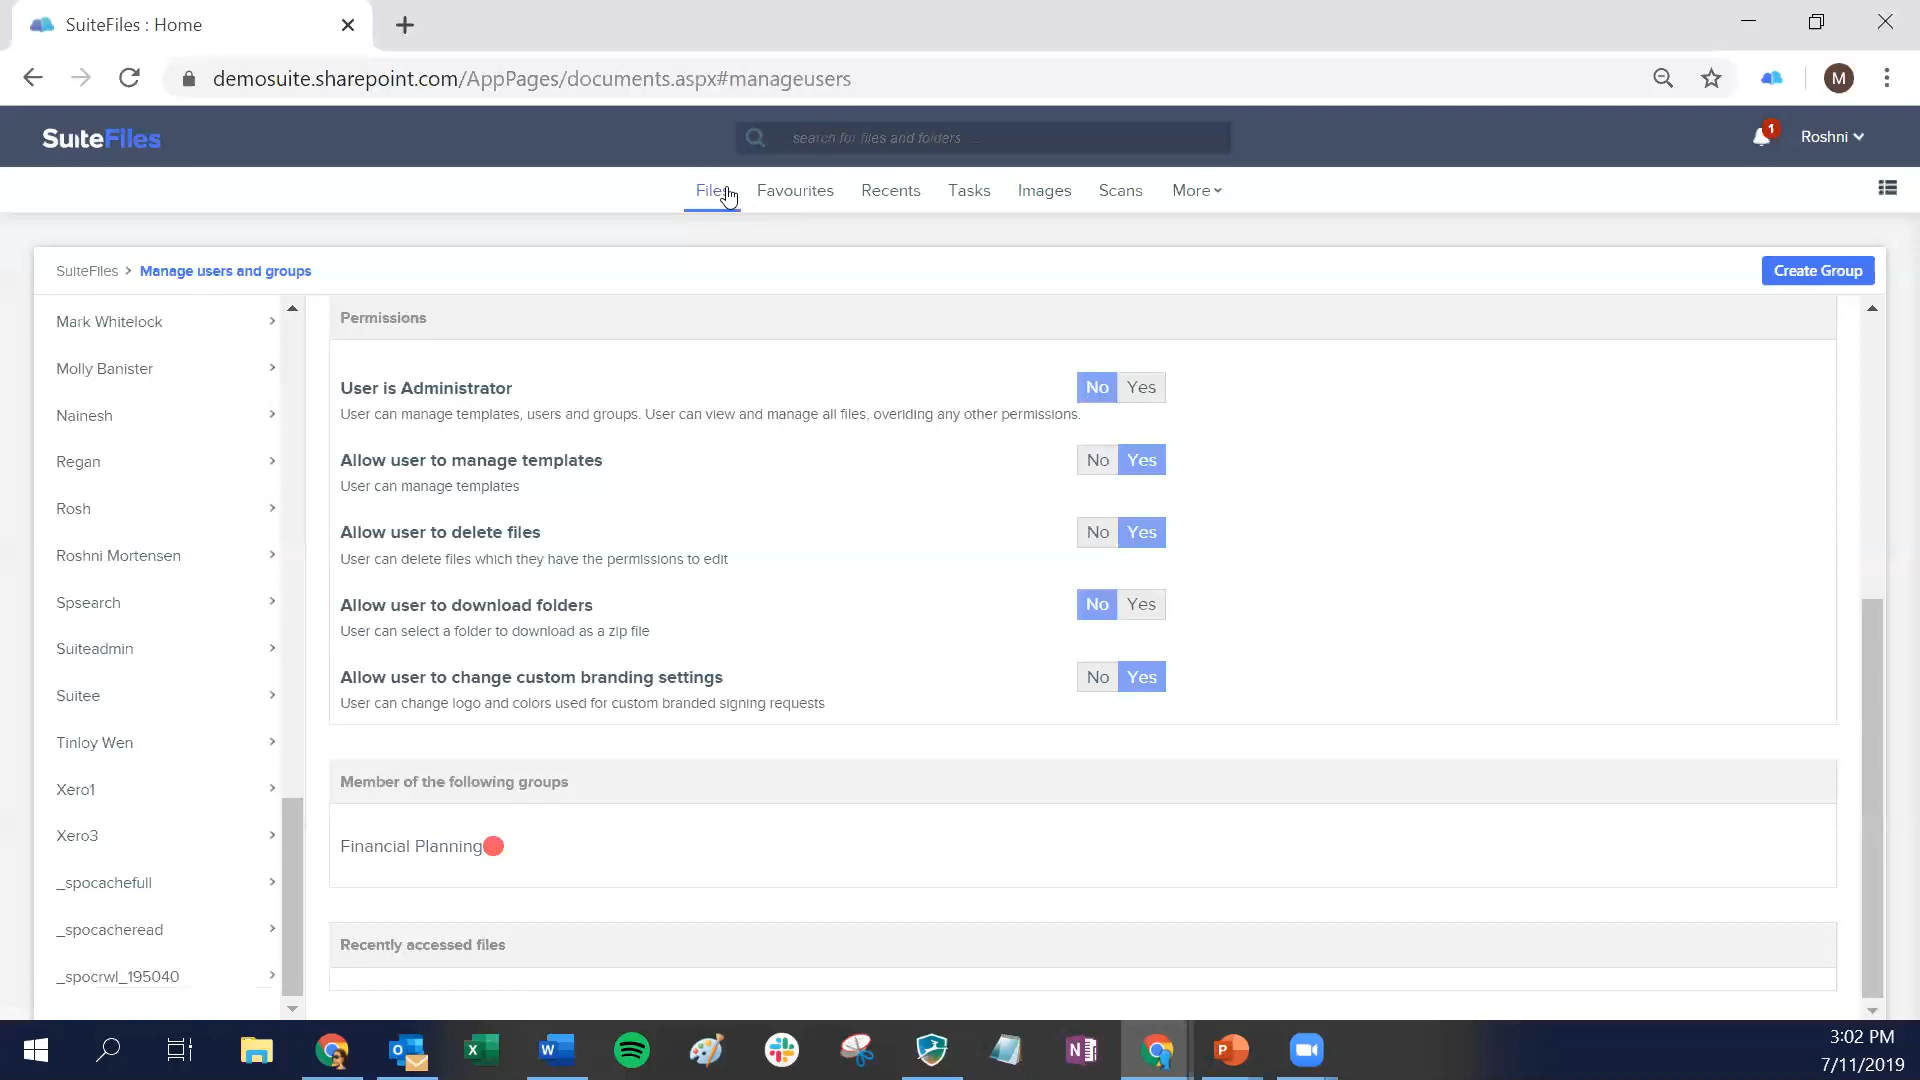 SuiteFiles : Home
demosuite.sharepoint.com/AppPages/documents.aspx#manageusers
M
SuiteFiles
search for files and folders ...
1
Roshni
Files
Favourites
Recents
Tasks
Images
Scans
More
SuiteFiles > Manage users and groups
Create Group
Mark Whitelock
Molly Banister
Nainesh
Regan
Rosh
Roshni Mortensen
Spsearch
Suiteadmin
Suitee
Tinloy Wen
Xero1
Xero3
_spocachefull
_spocacheread
_spocrwl_195040
Permissions
User is Administrator
No Yes
User can manage templates, users and groups. User can view and manage all files, overiding any other permissions.
Allow user to manage templates
No Yes
User can manage templates
Allow user to delete files
No Yes
User can delete files which they have the permissions to edit
Allow user to download folders
No Yes
User can select a folder to download as a zip file
Allow user to change custom branding settings
No Yes
User can change logo and colors used for custom branded signing requests
Member of the following groups
Financial Planning
Recently accessed files
3:02 PM
7/11/2019